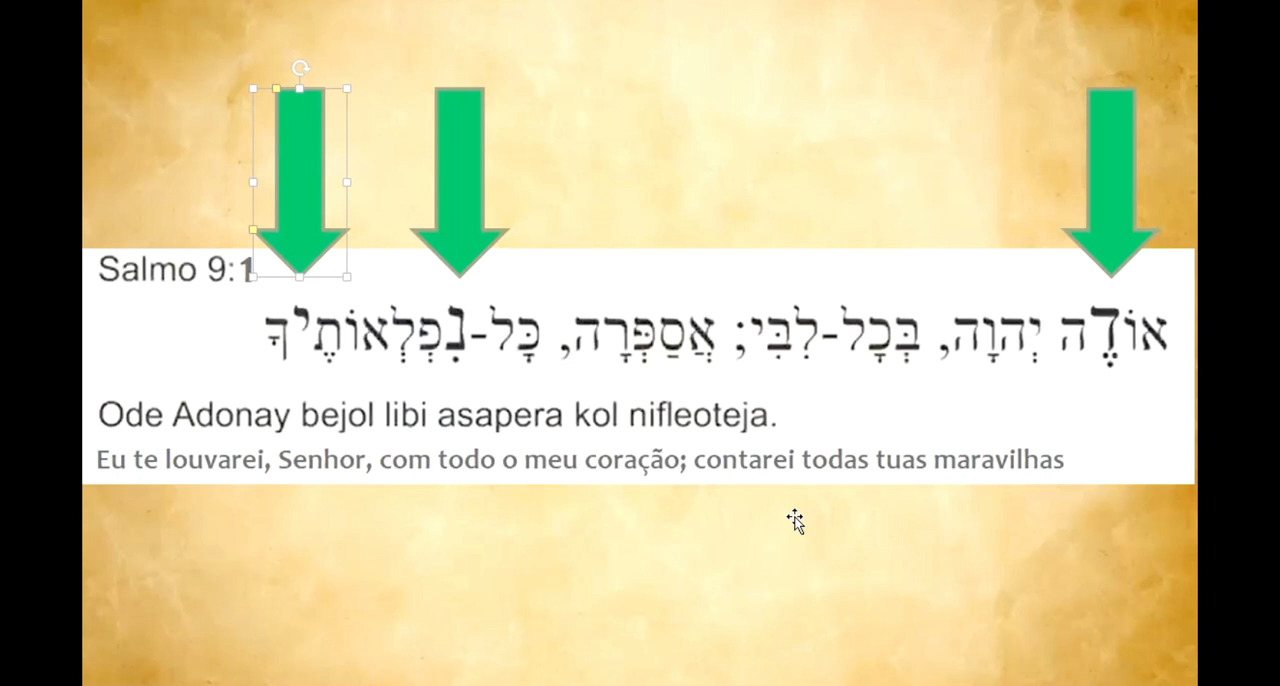 Salmo 9:1
אוֹדֶה יְהוָה, בְּכָל-לִבִּי; אֲסַפְּרָה, כָּל-נִפְלְאוֹתֶיךָ
Ode Adonay bejol libi asapera kol nifleoteja.
Eu te louvarei, Senhor, com todo o meu coração; contarei todas tuas maravilhas